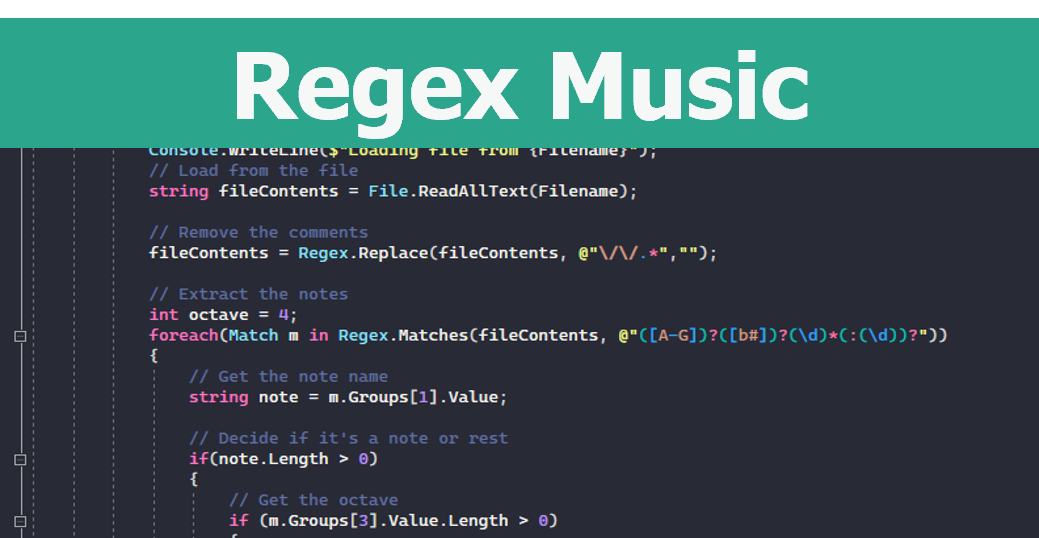 Regex Music
Console.WriteLine($"Loading file from {Filename}");
// Load from the file
string fileContents = File.ReadAllText(Filename);
// Remove the comments
fileContents = Regex.Replace(fileContents, @"\/\/.*","");
// Extract the notes
int octave = 4;
foreach(Match m in Regex.Matches(fileContents, @"([A-G])?([b#])?(\d)*(:(\d))?"))
{
// Get the note name
string note = m.Groups[1].Value;
// Decide if it's a note or rest
if(note.Length > 0)
{
// Get the octave
if (m.Groups[3].Value.Length > 0)
{